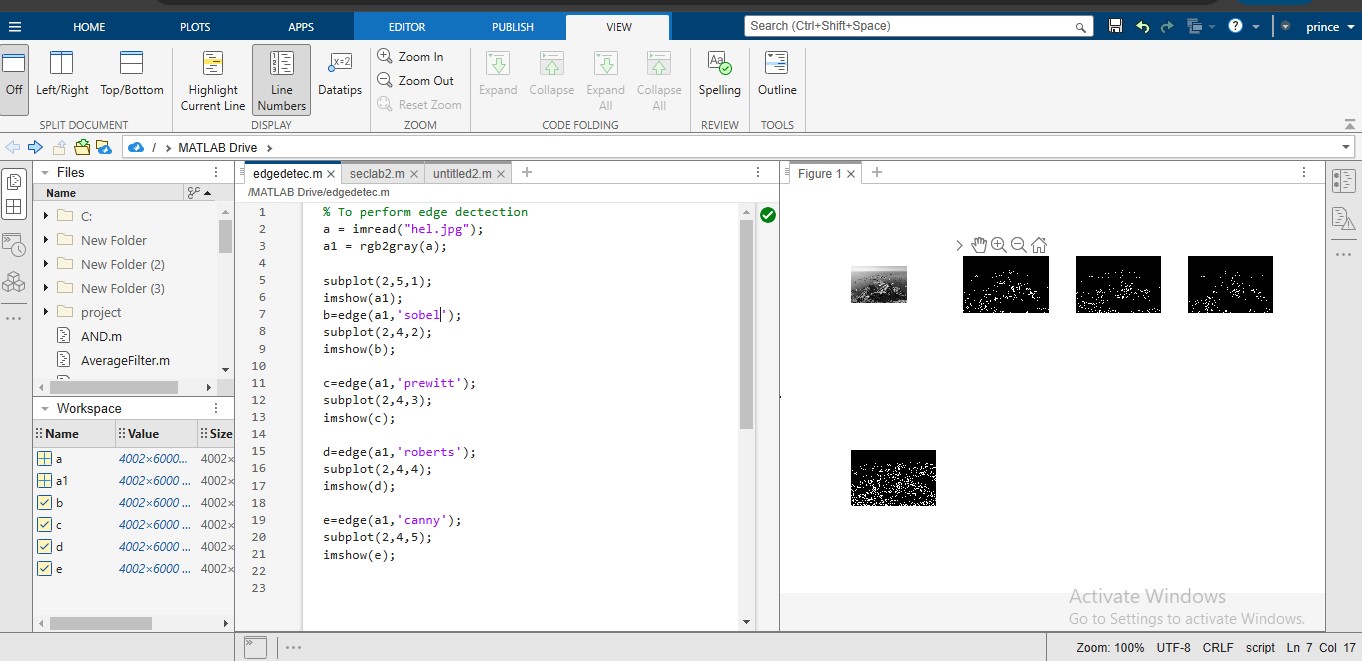 HOME PLOTS APPS EDITOR PUBLISH VIEW Search (Ctrl+Shift+Space) prince
Off Left/Right Top/Bottom Highlight Current Line Line Numbers Datatips Zoom In Zoom Out Reset Zoom Expand Collapse Expand All Collapse All Spelling Outline
SPLIT DOCUMENT DISPLAY ZOOM CODE FOLDING REVIEW TOOLS
/ MATLAB Drive
Files
Name
C:
New Folder
New Folder (2)
New Folder (3)
project
AND.m
AverageFilter.m
Workspace
Name Value Size
a 4002×6000... 4002×
a1 4002×6000 ... 4002×
b 4002×6000 ... 4002×
c 4002×6000 ... 4002×
d 4002×6000 ... 4002×
e 4002×6000 ... 4002×
edgedetec.m seclab2.m untitled2.m
/MATLAB Drive/edgedetec.m
1 % To perform edge dectection
2 a = imread("hel.jpg");
3 a1 = rgb2gray(a);
4
5 subplot(2,5,1);
6 imshow(a1);
7 b=edge(a1,'sobel');
8 subplot(2,4,2);
9 imshow(b);
10
11 c=edge(a1,'prewitt');
12 subplot(2,4,3);
13 imshow(c);
14
15 d=edge(a1,'roberts');
16 subplot(2,4,4);
17 imshow(d);
18
19 e=edge(a1,'canny');
20 subplot(2,4,5);
21 imshow(e);
22
23
Figure 1
Activate Windows
Go to Settings to activate Windows.
Zoom: 100% UTF-8 CRLF script Ln 7 Col 17